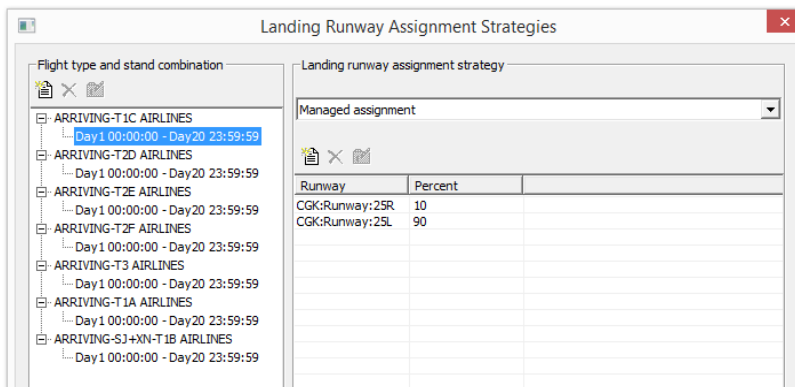 Landing Runway Assignment Strategies
Flight type and stand combination
ARRIVING-T1C AIRLINES
Day1 00:00:00 - Day20 23:59:59
ARRIVING-T2D AIRLINES
Day1 00:00:00 - Day20 23:59:59
ARRIVING-T2E AIRLINES
Day1 00:00:00 - Day20 23:59:59
ARRIVING-T2F AIRLINES
Day1 00:00:00 - Day20 23:59:59
ARRIVING-T3 AIRLINES
Day1 00:00:00 - Day20 23:59:59
ARRIVING-T1A AIRLINES
Day1 00:00:00 - Day20 23:59:59
ARRIVING-SJ+XN-T1B AIRLINES
Day1 00:00:00 - Day20 23:59:59
Landing runway assignment strategy
Managed assignment
Runway Percent
CGK:Runway:25R 10
CGK:Runway:25L 90